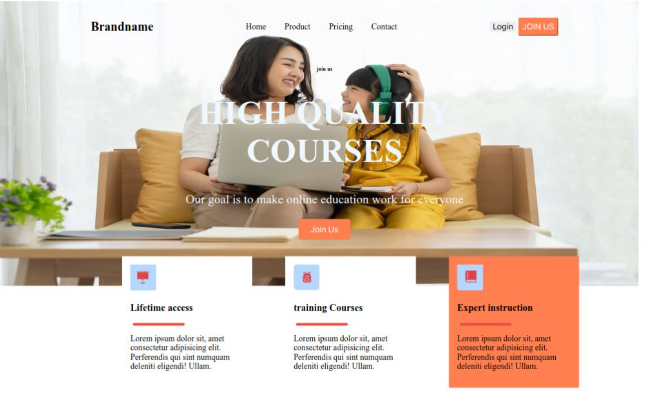 Brandname
Home Product Pricing Contact
Login JOIN US
join us
HIGH QUALITY
COURSES
Our goal is to make online education work for everyone
Join Us
Lifetime access
Lorem ipsum dolor sit, amet
consectetur adipisicing elit.
Perferendis qui sint numquam
deleniti eligendi! Ullam.
training Courses
Lorem ipsum dolor sit, amet
consectetur adipisicing elit.
Perferendis qui sint numquam
deleniti eligendi! Ullam.
Expert instruction
Lorem ipsum dolor sit, amet
consectetur adipisicing elit.
Perferendis qui sint numquam
deleniti eligendi! Ullam.